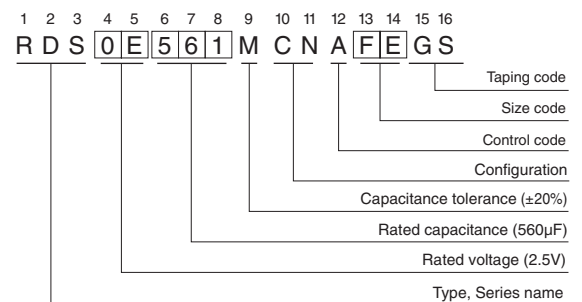 1 2 3 4 5 6 7 8 9 10 11 12 13 14 15 16
R D S 0 E 5 6 1 M C N A F E G S
Taping code
Size code
Control code
Configuration
Capacitance tolerance (±20%)
Rated capacitance (560µF)
Rated voltage (2.5V)
Type, Series name